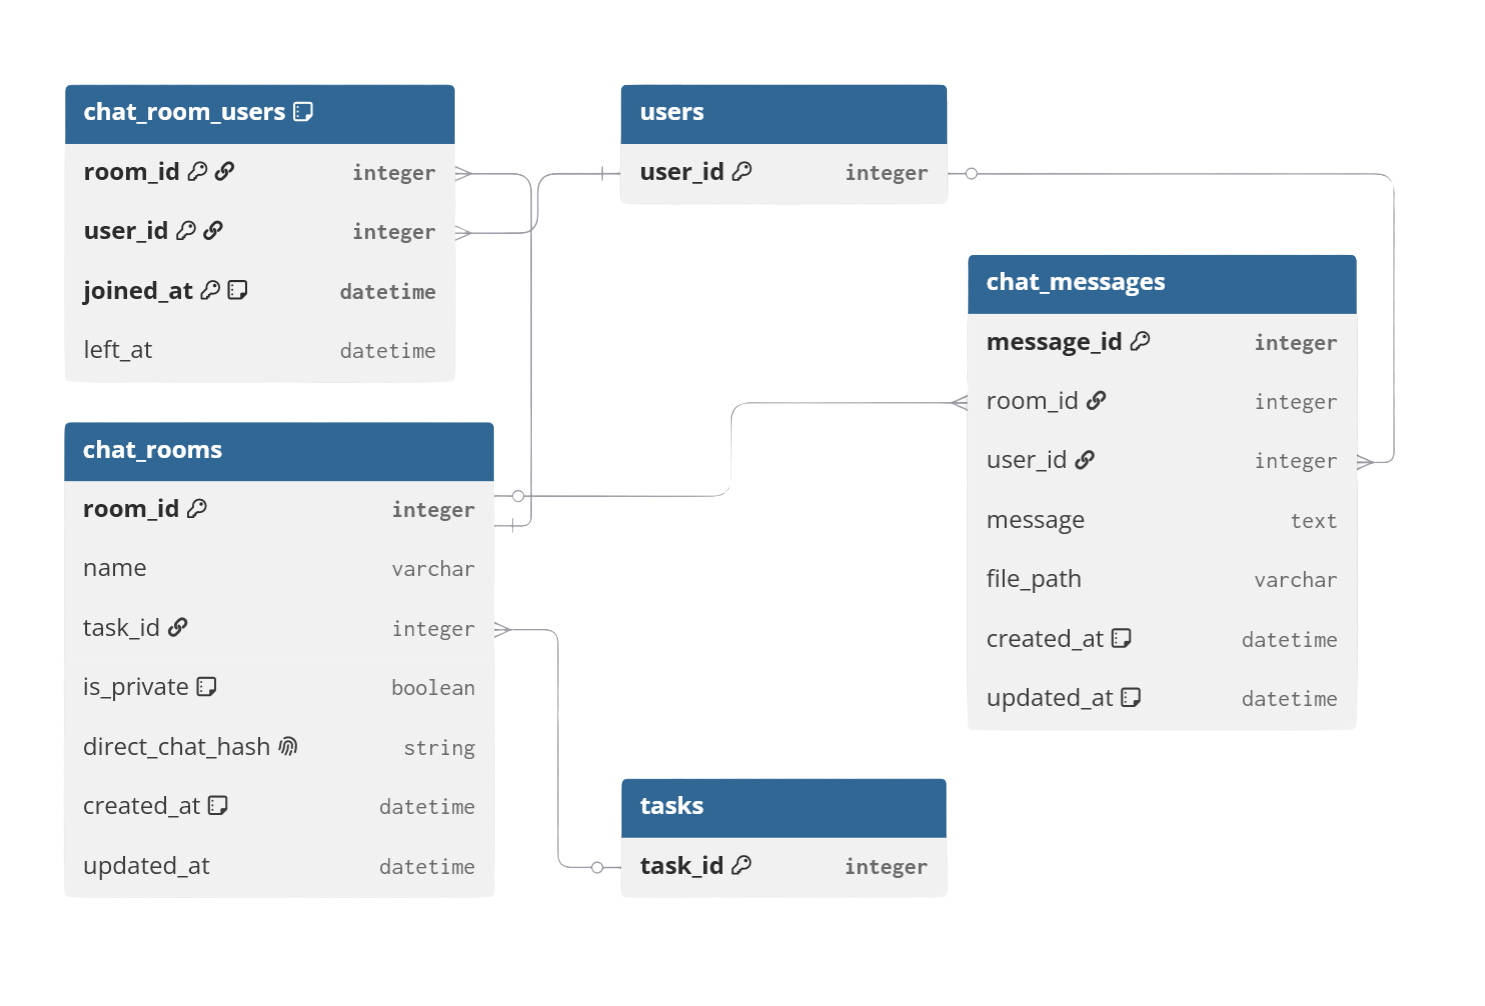 chat_room_users
room_id integer
user_id integer
joined_at datetime
left_at datetime
users
user_id integer
chat_messages
message_id integer
room_id integer
user_id integer
message text
file_path varchar
created_at datetime
updated_at datetime
chat_rooms
room_id integer
name varchar
task_id integer
is_private boolean
direct_chat_hash string
created_at datetime
updated_at datetime
tasks
task_id integer